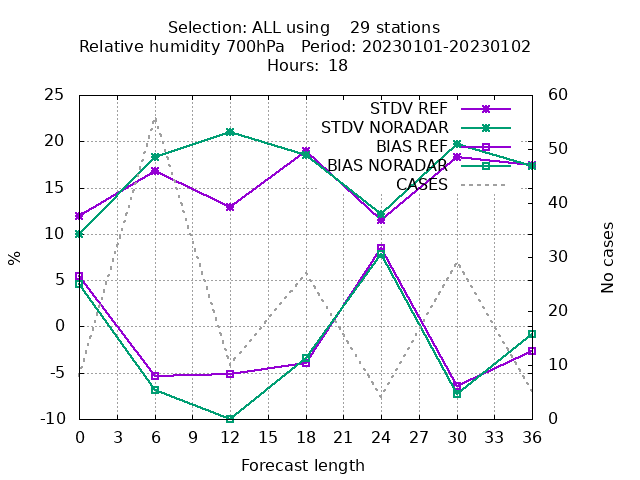 Selection: ALL using    29 stations
Relative humidity 700hPa   Period: 20230101-20230102
Hours: 18
25
20
15
10
5
0
-5
-10
%
60
50
40
30
20
10
0
No cases
STDV REF
STDV NORADAR
BIAS REF
BIAS NORADAR
CASES
0 3 6 9 12 15 18 21 24 27 30 33 36
Forecast length